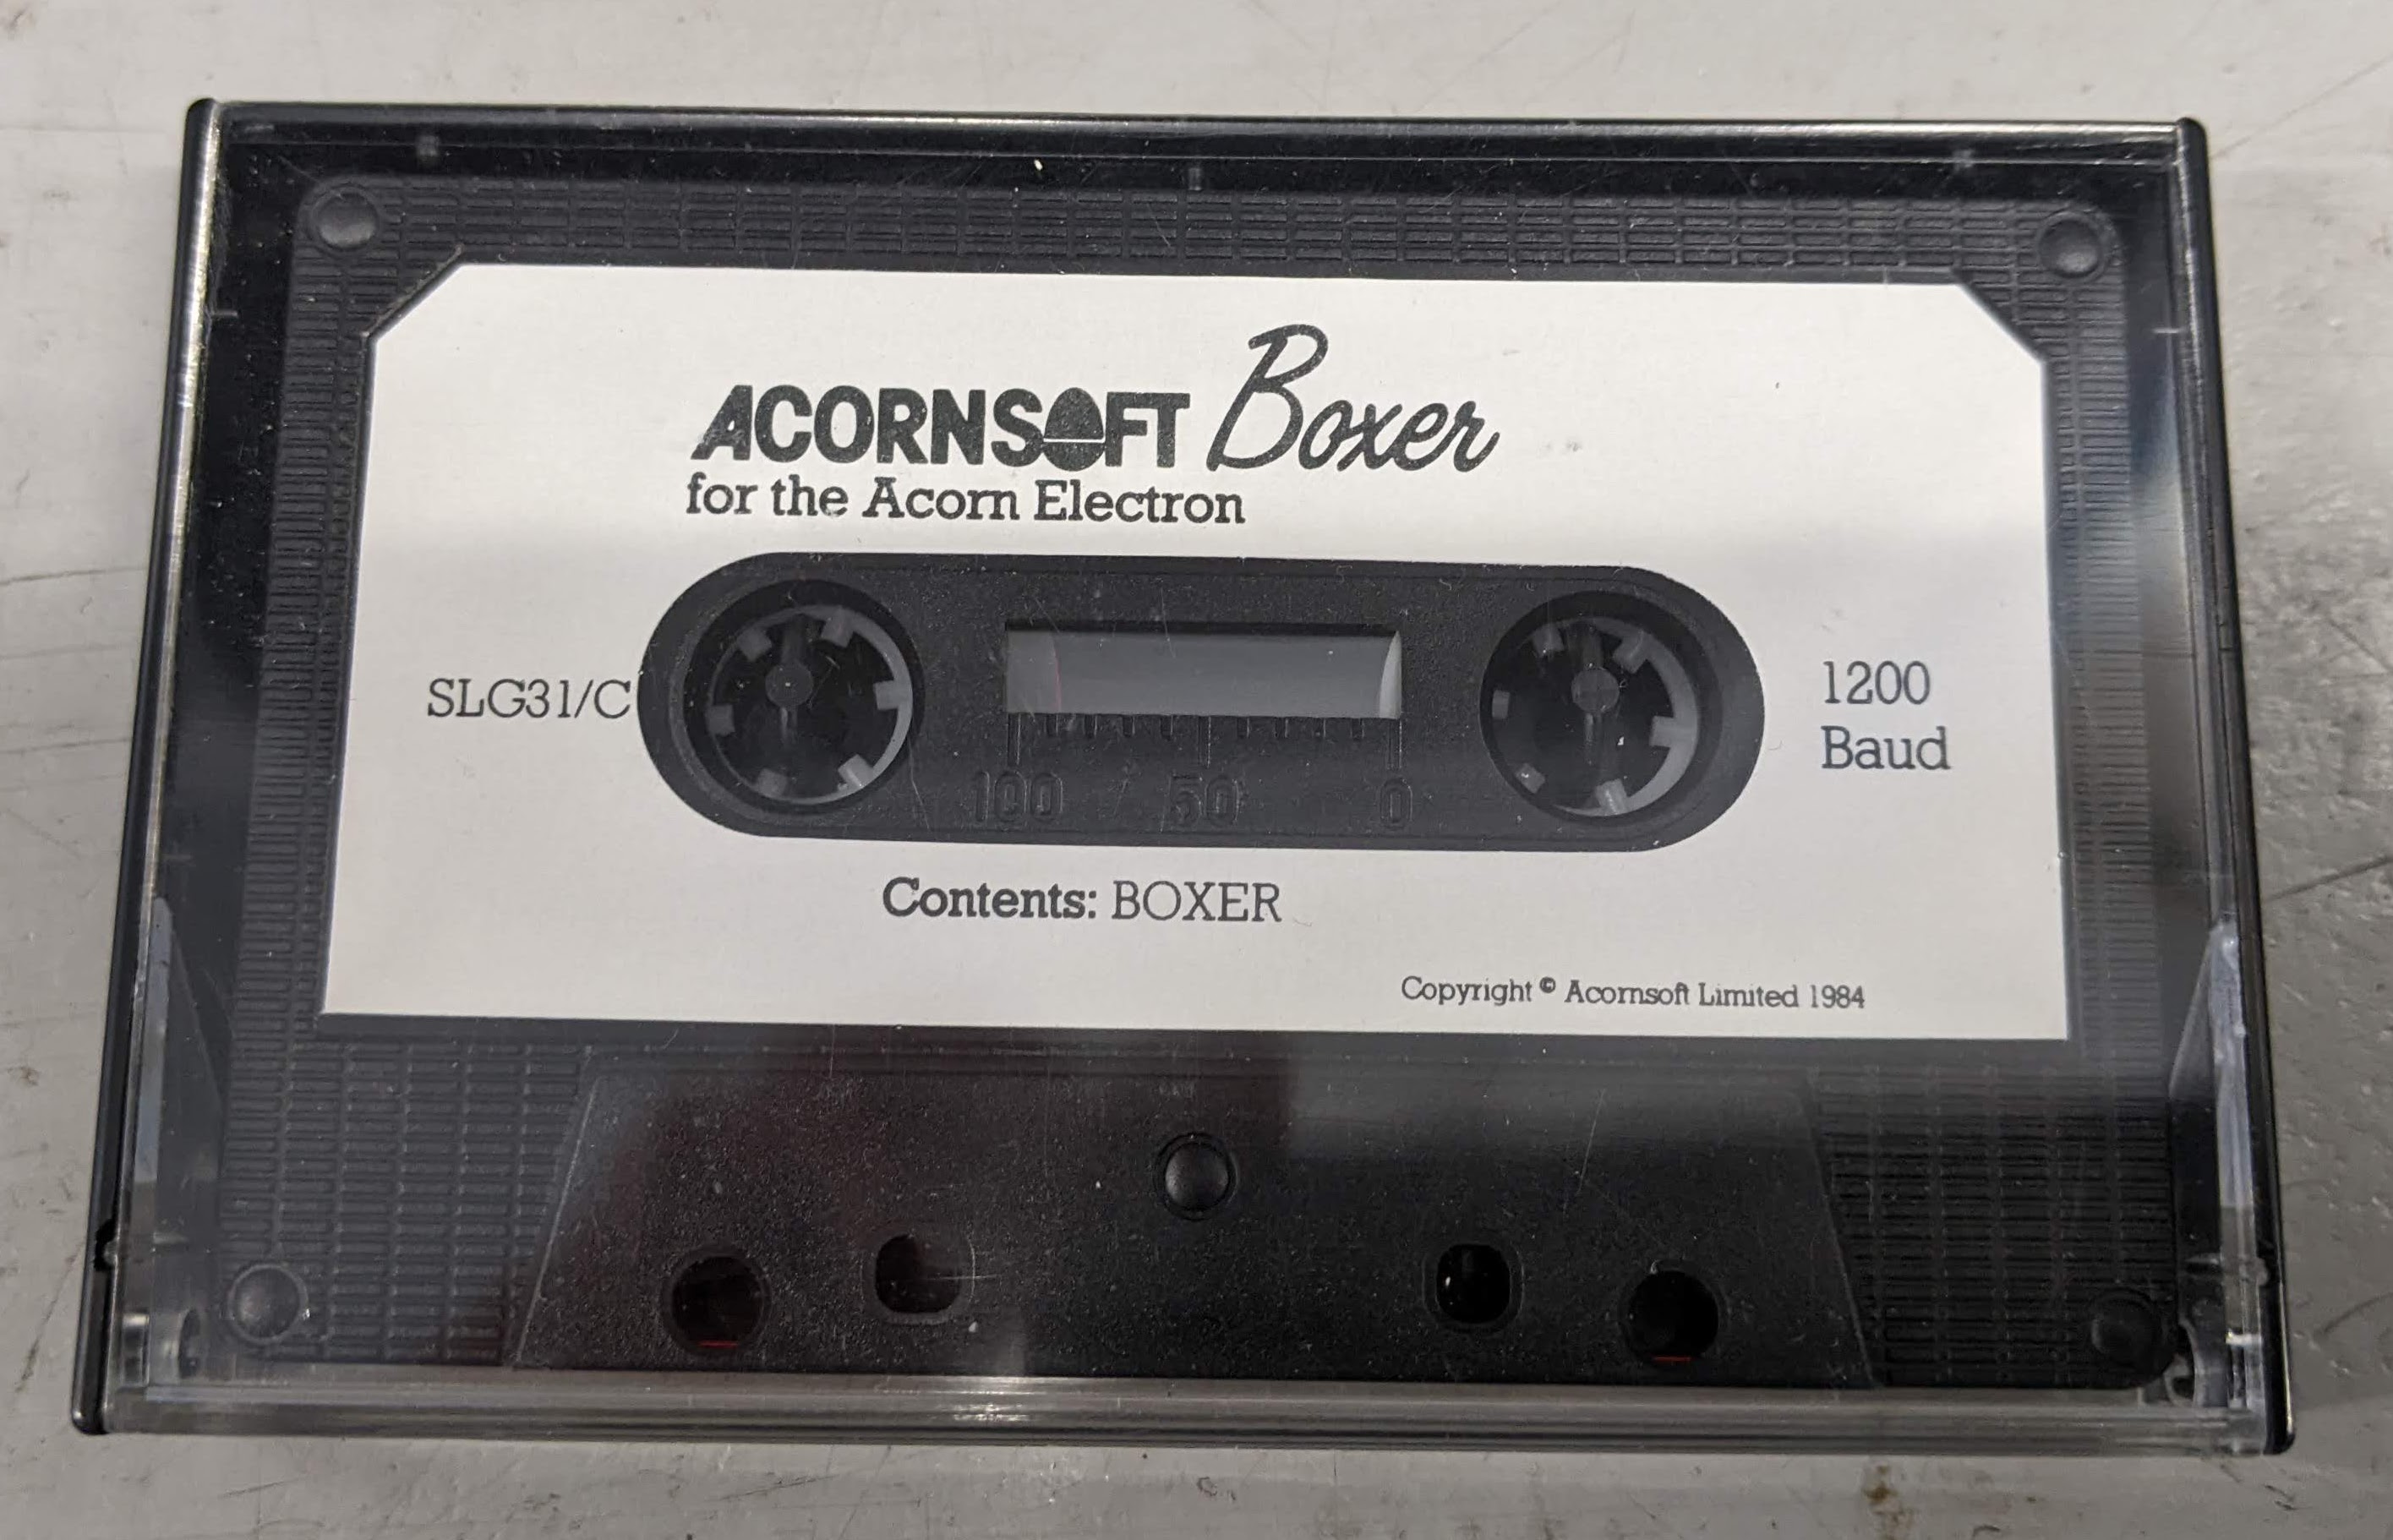 ACORNSOFT Boxer
for the Acorn Electron
SLG31/C
1200
Baud
100 50 0
Contents: BOXER
Copyright © Acornsoft Limited 1984